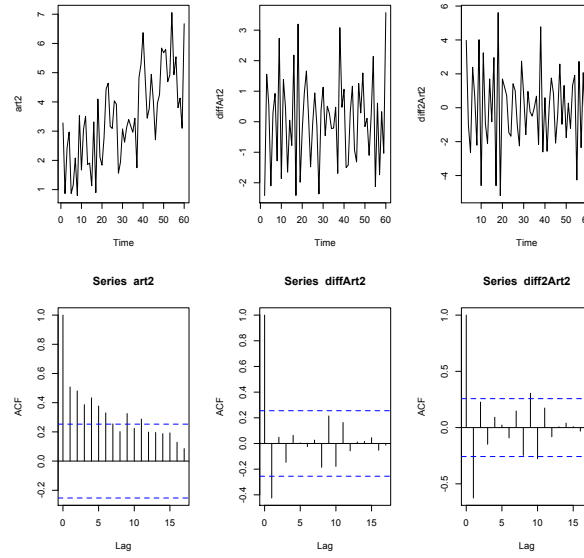 art2
1 2 3 4 5 6 7
0 10 20 30 40 50 60
Time
diffArt2
-2 -1 0 1 2 3
0 10 20 30 40 50 60
Time
diff2Art2
-4 -2 0 2 4
0 10 20 30 40 50 60
Time
Series art2
ACF
-0.2 0.0 0.2 0.4 0.6 0.8 1.0
0 5 10 15
Lag
Series diffArt2
ACF
-0.4 -0.2 0.0 0.2 0.4 0.6 0.8 1.0
0 5 10 15
Lag
Series diff2Art2
ACF
-0.5 0.0 0.5 1.0
0 5 10 15
Lag